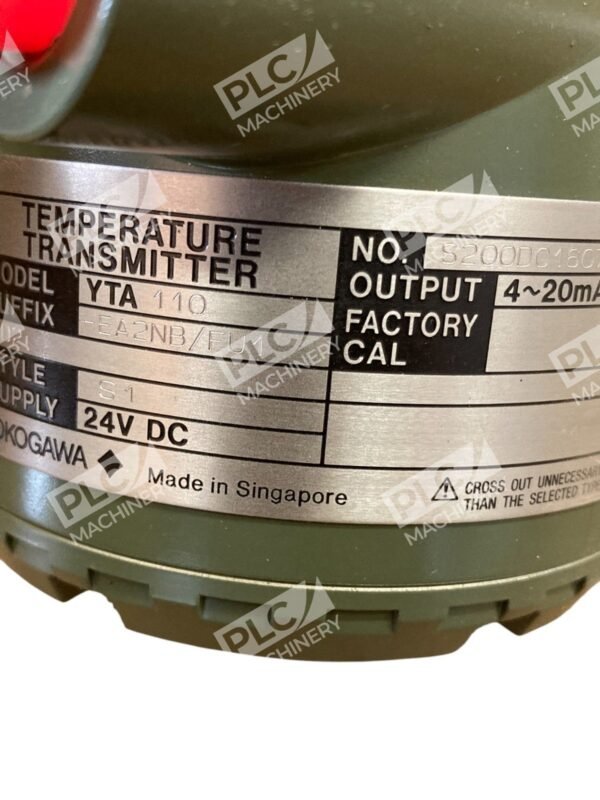 PLC
MACHINERY
TEMPERATURE
TRANSMITTER
NO. S200DC160
OUTPUT 4~20mA
FACTORY
CAL
MODEL YTA 110
SUFFIX -EA2NB/
STYLE S1
SUPPLY 24V DC
YOKOGAWA
Made in Singapore
⚠ CROSS OUT UNNECESSARY
THAN THE SELECTED TYPE